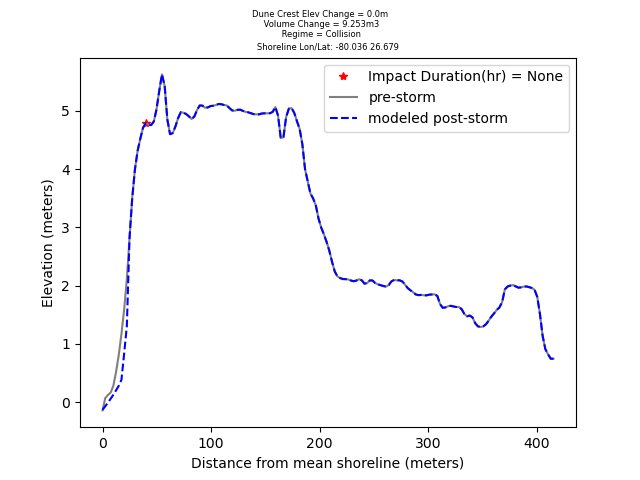 Dune Crest Elev Change = 0.0m
Volume Change = 9.253m3
Regime = Collision
Shoreline Lon/Lat: -80.036 26.679
Impact Duration(hr) = None
pre-storm
modeled post-storm
Elevation (meters)
5
4
3
2
1
0
0 100 200 300 400
Distance from mean shoreline (meters)